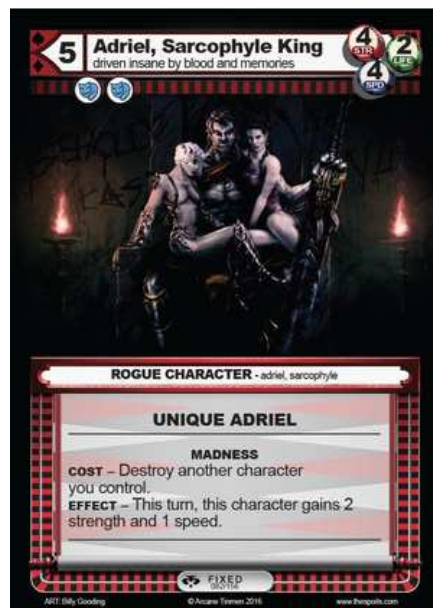 5
Adriel, Sarcophyle King
driven insane by blood and memories
4
STR
2
LIFE
4
SPD
ROGUE CHARACTER - adriel, sarcophyle
UNIQUE ADRIEL
MADNESS
COST – Destroy another character
you control.
EFFECT – This turn, this character gains 2
strength and 1 speed.
FIXED
ART: Billy Gooding
© Arcane Tinmen 2016
www.thespoils.com